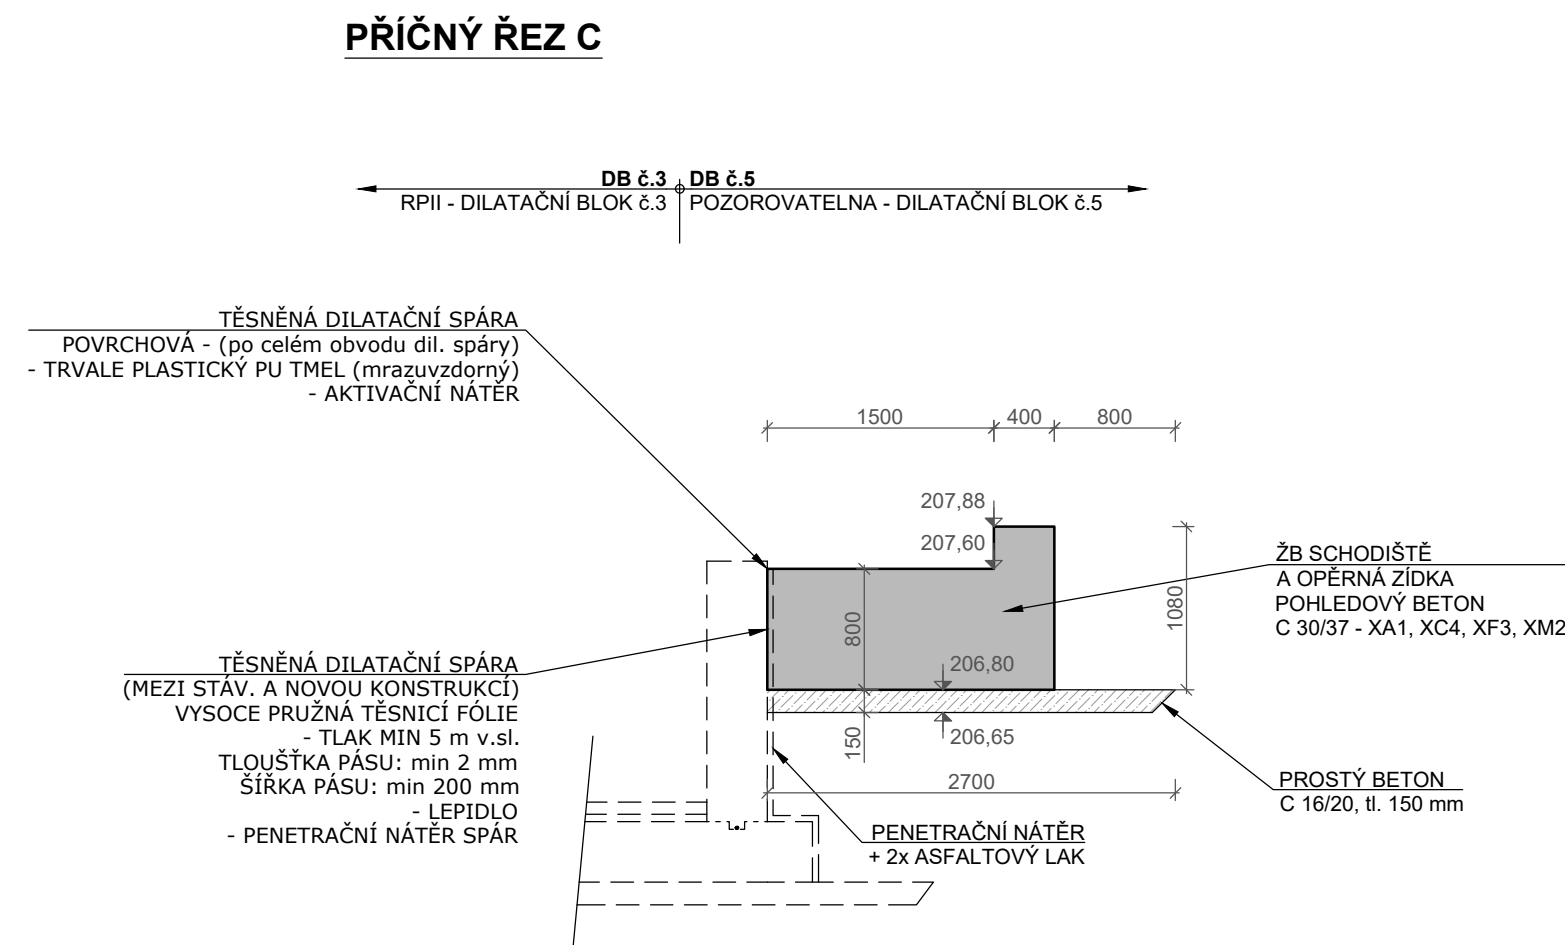 PŘÍČNÝ ŘEZ C
DB č.3 DB č.5
RPII - DILATAČNÍ BLOK č.3 POZOROVATELNA - DILATAČNÍ BLOK č.5
TĚSNĚNÁ DILATAČNÍ SPÁRA
POVRCHOVÁ - (po celém obvodu dil. spáry)
- TRVALE PLASTICKÝ PU TMEL (mrazuvzdorný)
- AKTIVAČNÍ NÁTĚR
1500 400 800
207,88
207,60
800
1080
206,80
150
206,65
2700
ŽB SCHODIŠTĚ
A OPĚRNÁ ZÍDKA
POHLEDOVÝ BETON
C 30/37 - XA1, XC4, XF3, XM2
TĚSNĚNÁ DILATAČNÍ SPÁRA
(MEZI STÁV. A NOVOU KONSTRUKCÍ)
VYSOCE PRUŽNÁ TĚSNICÍ FÓLIE
- TLAK MIN 5 m v.sl.
TLOUŠŤKA PÁSU: min 2 mm
ŠÍŘKA PÁSU: min 200 mm
- LEPIDLO
- PENETRAČNÍ NÁTĚR SPÁR
PROSTÝ BETON
C 16/20, tl. 150 mm
PENETRAČNÍ NÁTĚR
+ 2x ASFALTOVÝ LAK